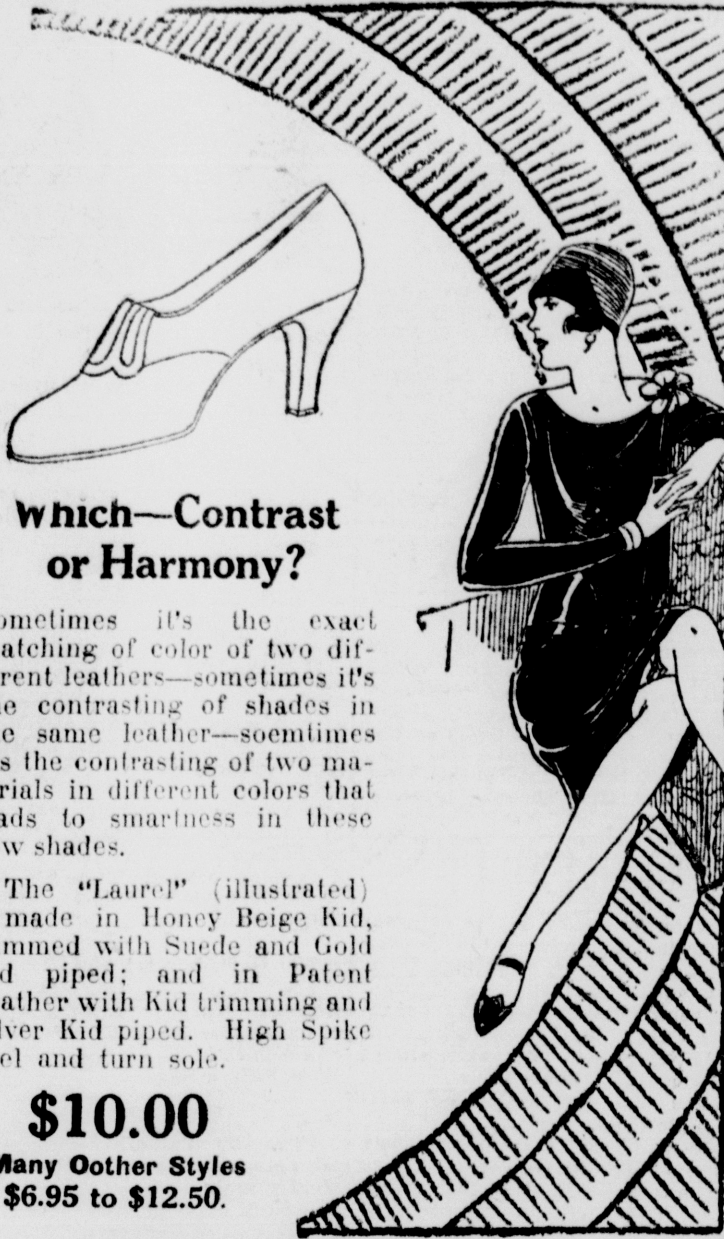 Which—Contrast
or Harmony?
ometimes it's the exact
atching of color of two dif-
rent leathers—sometimes it's
e contrasting of shades in
e same leather—soemtimes
s the contrasting of two ma-
rials in different colors that
ads to smartness in these
w shades.
The "Laurel" (illustrated)
made in Honey Beige Kid,
mmed with Suede and Gold
d piped; and in Patent
ather with Kid trimming and
lver Kid piped. High Spike
el and turn sole.
$10.00
Many Oother Styles
$6.95 to $12.50.